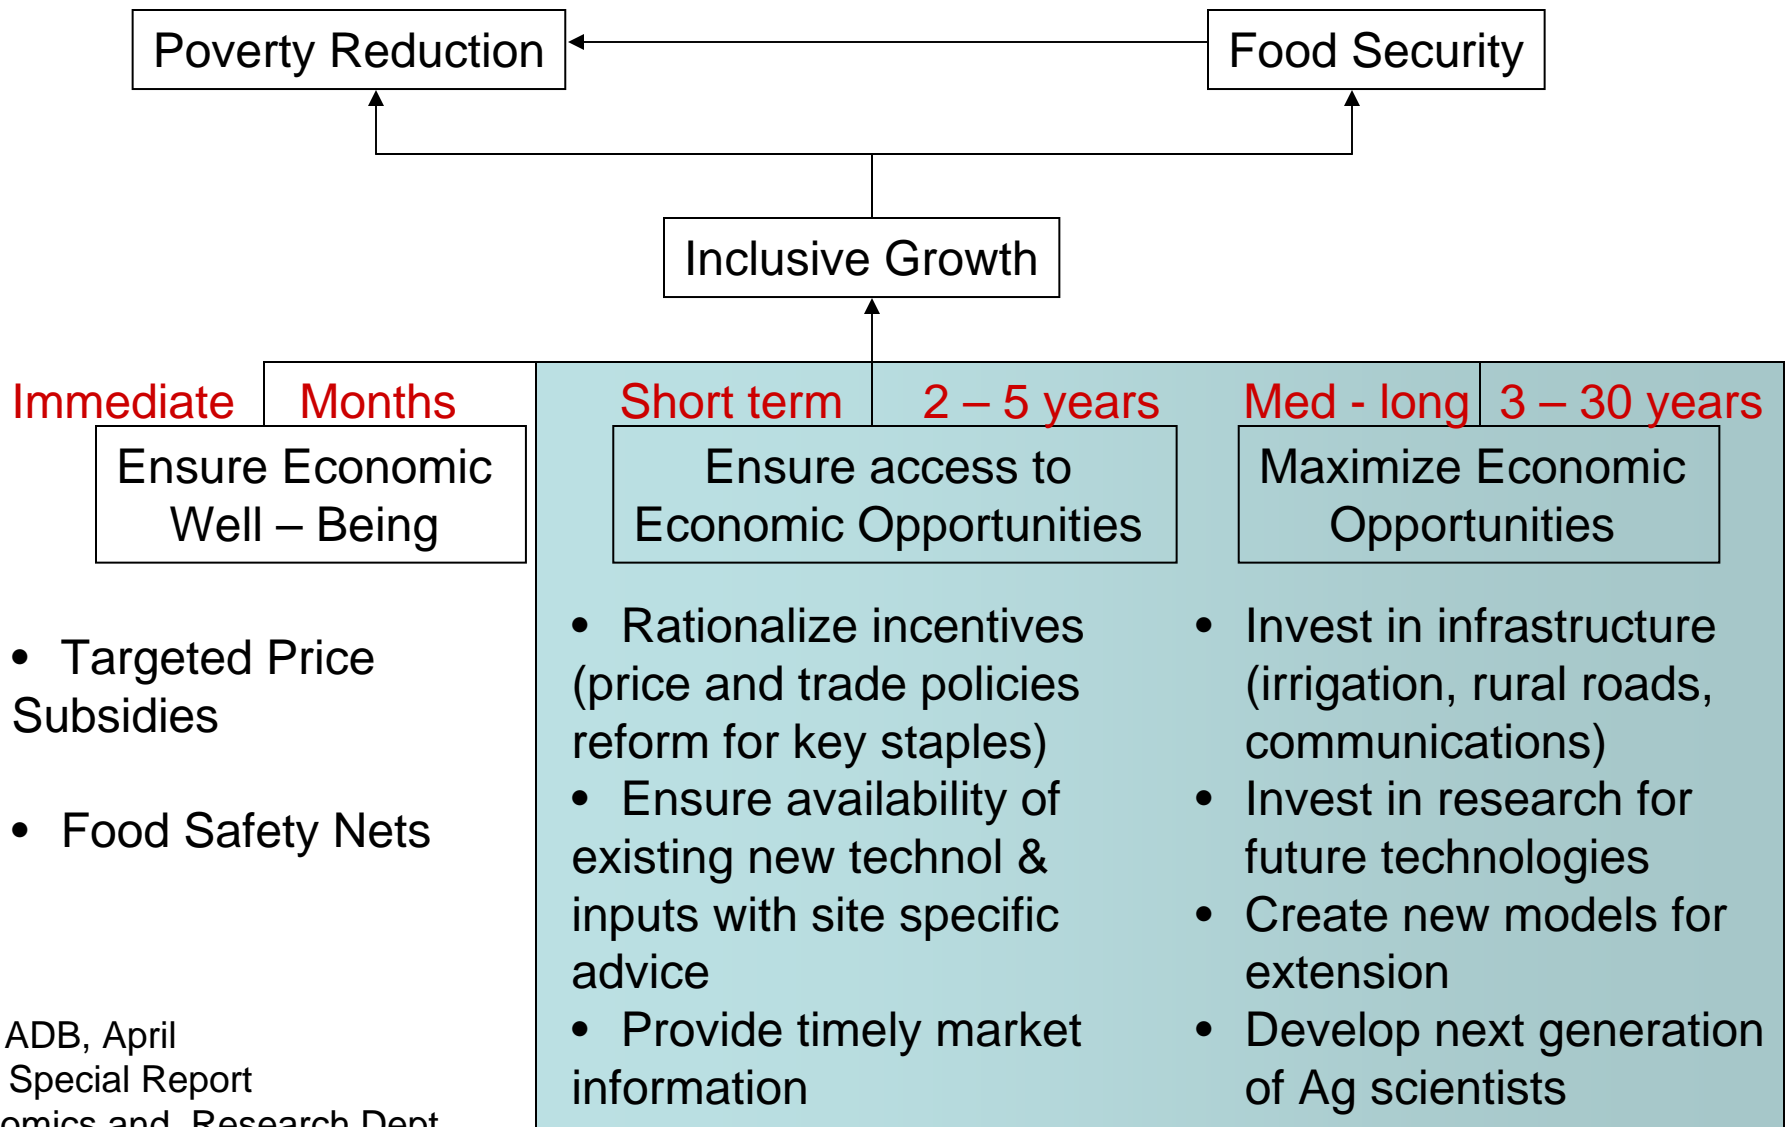 Poverty Reduction
Food Security
Inclusive Growth
Immediate Months
Ensure Economic
Well – Being
• Targeted Price
Subsidies
• Food Safety Nets
Short term 2 – 5 years
Ensure access to
Economic Opportunities
• Rationalize incentives
(price and trade policies
reform for key staples)
• Ensure availability of
existing new technol &
inputs with site specific
advice
• Provide timely market
information
Med - long 3 – 30 years
Maximize Economic
Opportunities
• Invest in infrastructure
(irrigation, rural roads,
communications)
• Invest in research for
future technologies
• Create new models for
extension
• Develop next generation
of Ag scientists
ADB, April
Special Report
and Research Dept